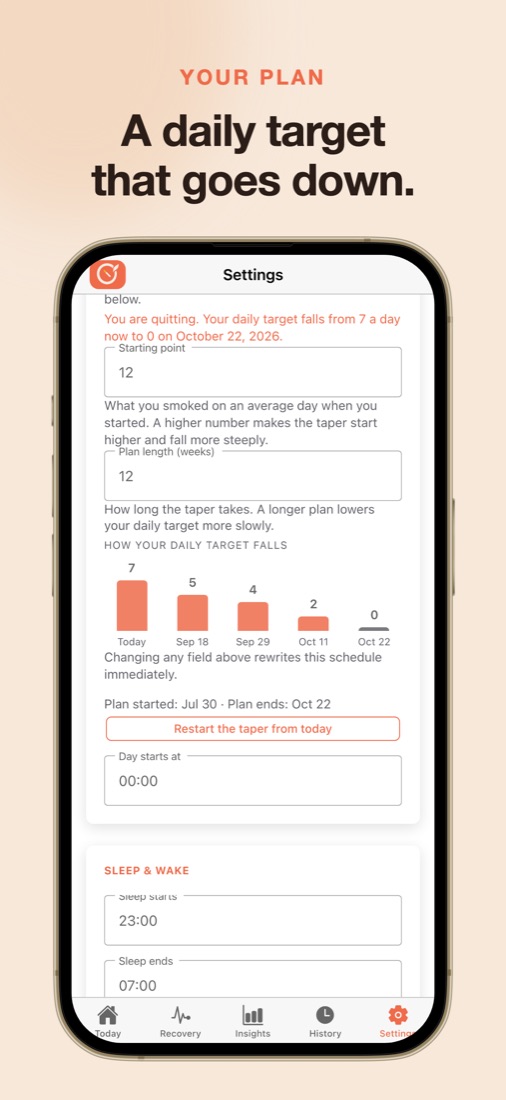 YOUR PLAN
A daily target
that goes down.
Settings
below.
You are quitting. Your daily target falls from 7 a day
now to 0 on October 22, 2026.
Starting point
12
What you smoked on an average day when you
started. A higher number makes the taper start
higher and fall more steeply.
Plan length (weeks)
12
How long the taper takes. A longer plan lowers
your daily target more slowly.
HOW YOUR DAILY TARGET FALLS
7 5 4 2 0
Today Sep 18 Sep 29 Oct 11 Oct 22
Changing any field above rewrites this schedule
immediately.
Plan started: Jul 30 · Plan ends: Oct 22
Restart the taper from today
Day starts at
00:00
SLEEP & WAKE
Sleep starts
23:00
Sleep ends
07:00
Today Recovery Insights History Settings